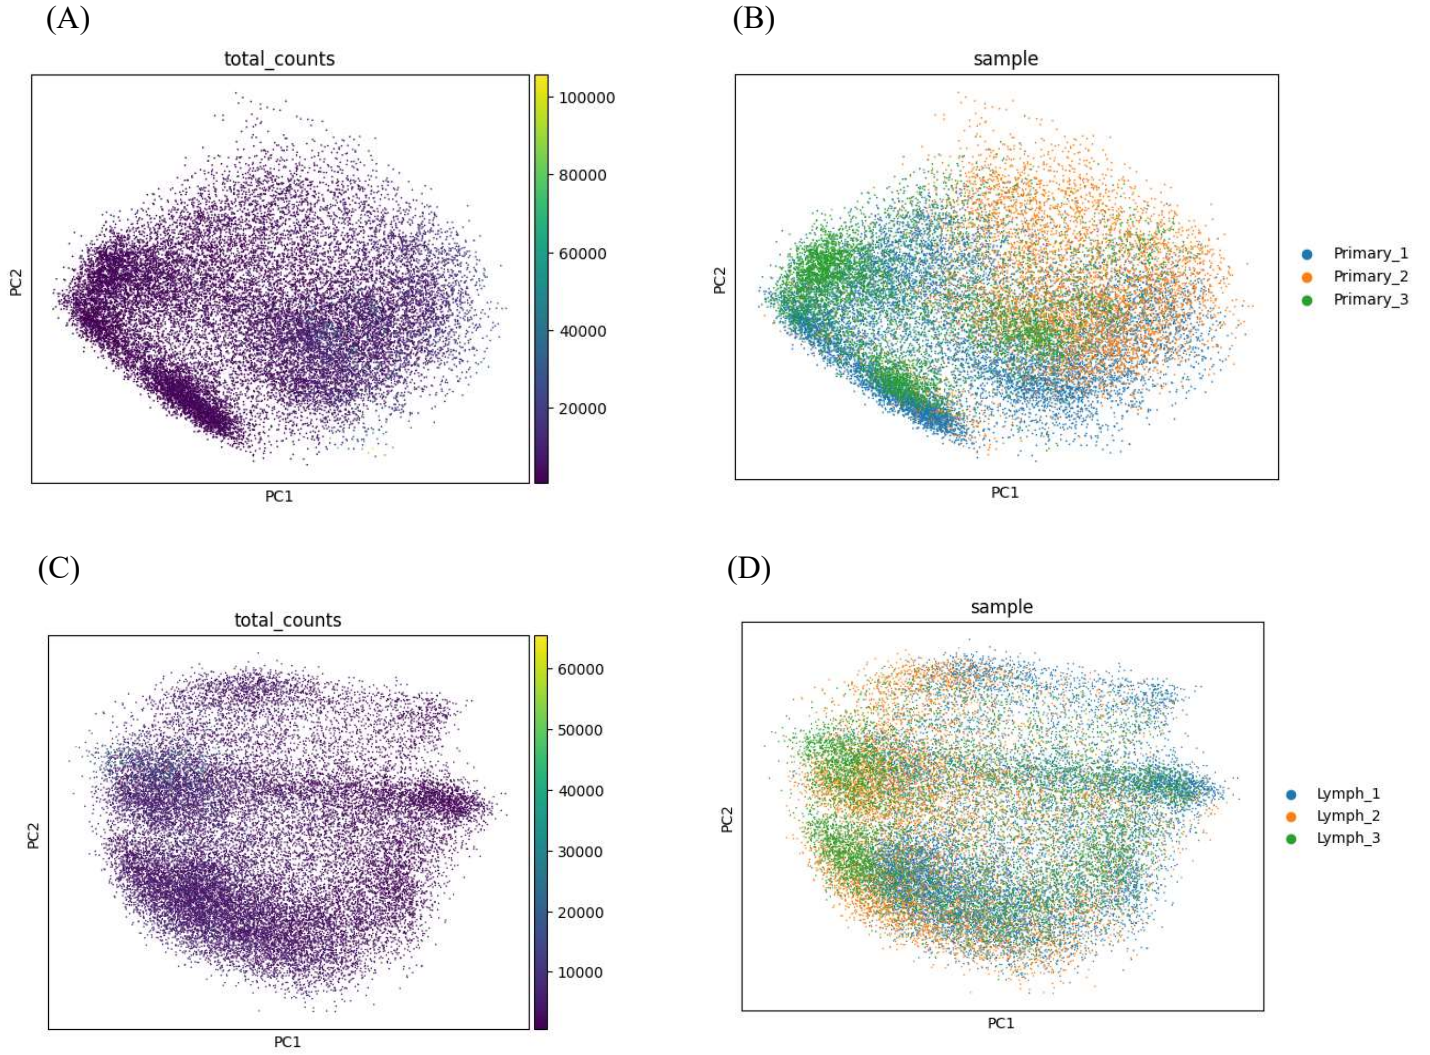 (A)
total_counts
100000
80000
60000
40000
20000
PC2
PC1
(B)
sample
PC2
PC1
Primary_1
Primary_2
Primary_3
(C)
total_counts
60000
50000
40000
30000
20000
10000
PC2
PC1
(D)
sample
PC2
PC1
Lymph_1
Lymph_2
Lymph_3